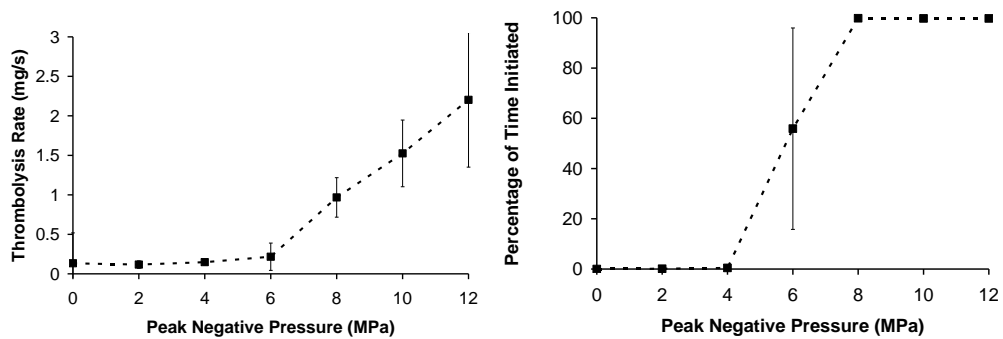 Thrombolysis Rate (mg/s)
3
2.5
2
1.5
1
0.5
0
0 2 4 6 8 10 12
Peak Negative Pressure (MPa)
Percentage of Time Initiated
100
80
60
40
20
0
0 2 4 6 8 10 12
Peak Negative Pressure (MPa)